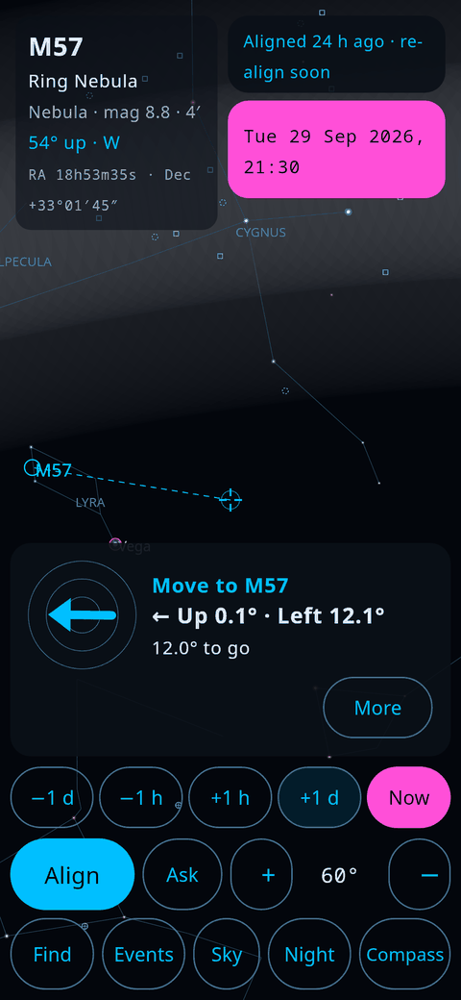 M57
Ring Nebula
Nebula · mag 8.8 · 4′
54° up · W
RA 18h53m35s · Dec
+33°01′45″
Aligned 24 h ago · re-
align soon
Tue 29 Sep 2026,
21:30
CYGNUS
LPECULA
M57
LYRA
Vega
Move to M57
← Up 0.1° · Left 12.1°
12.0° to go
More
−1 d
−1 h
+1 h
+1 d
Now
Align
Ask
+
60°
−
Find
Events
Sky
Night
Compass